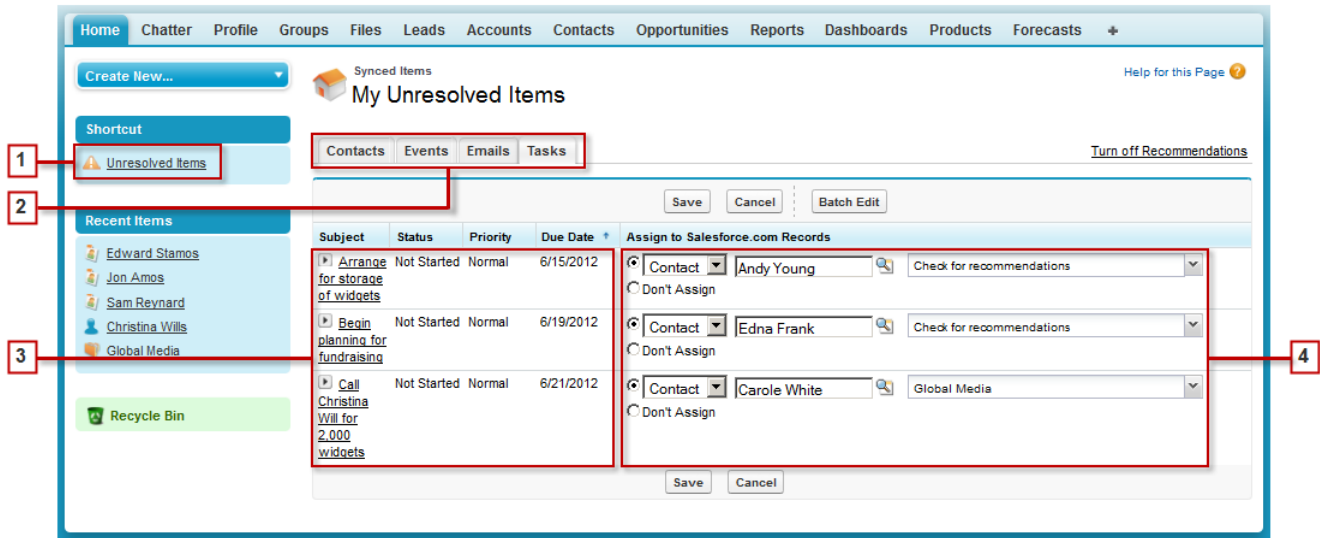 Home Chatter Profile Groups Files Leads Accounts Contacts Opportunities Reports Dashboards Products Forecasts +
Create New...
Synced Items
My Unresolved Items
Help for this Page ?
Shortcut
1
Unresolved Items
Contacts Events Emails Tasks
Turn off Recommendations
2
Save Cancel Batch Edit
Recent Items
Edward Stamos
Jon Amos
Sam Reynard
Christina Wills
Global Media
Recycle Bin
Subject Status Priority Due Date Assign to Salesforce.com Records
Arrange for storage of widgets
Not Started Normal 6/15/2012
Contact Andy Young Check for recommendations
Don't Assign
Begin planning for fundraising
Not Started Normal 6/19/2012
Contact Edna Frank Check for recommendations
Don't Assign
3
4
Call Christina Will for 2,000 widgets
Not Started Normal 6/21/2012
Contact Carole White Global Media
Don't Assign
Save Cancel